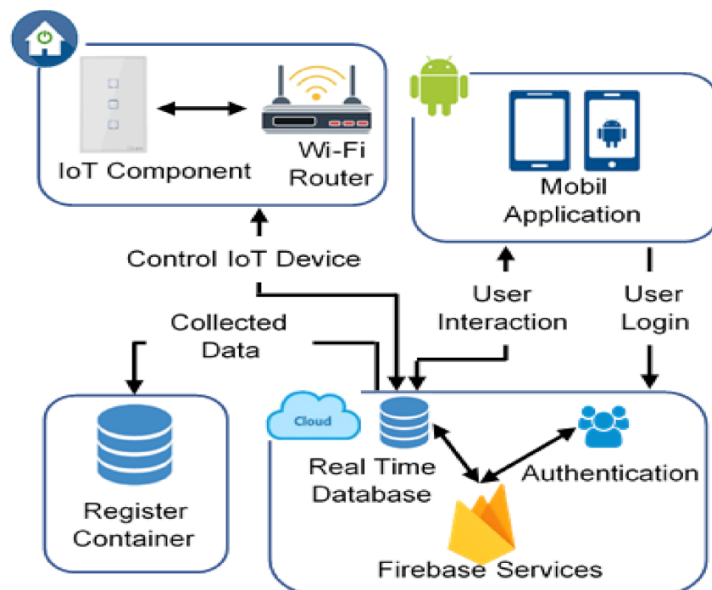 IoT Component
Wi-Fi
Router
Mobil
Application
Control IoT Device
Collected
Data
User
Interaction
User
Login
Cloud
Real Time
Database
Authentication
Firebase Services
Register
Container